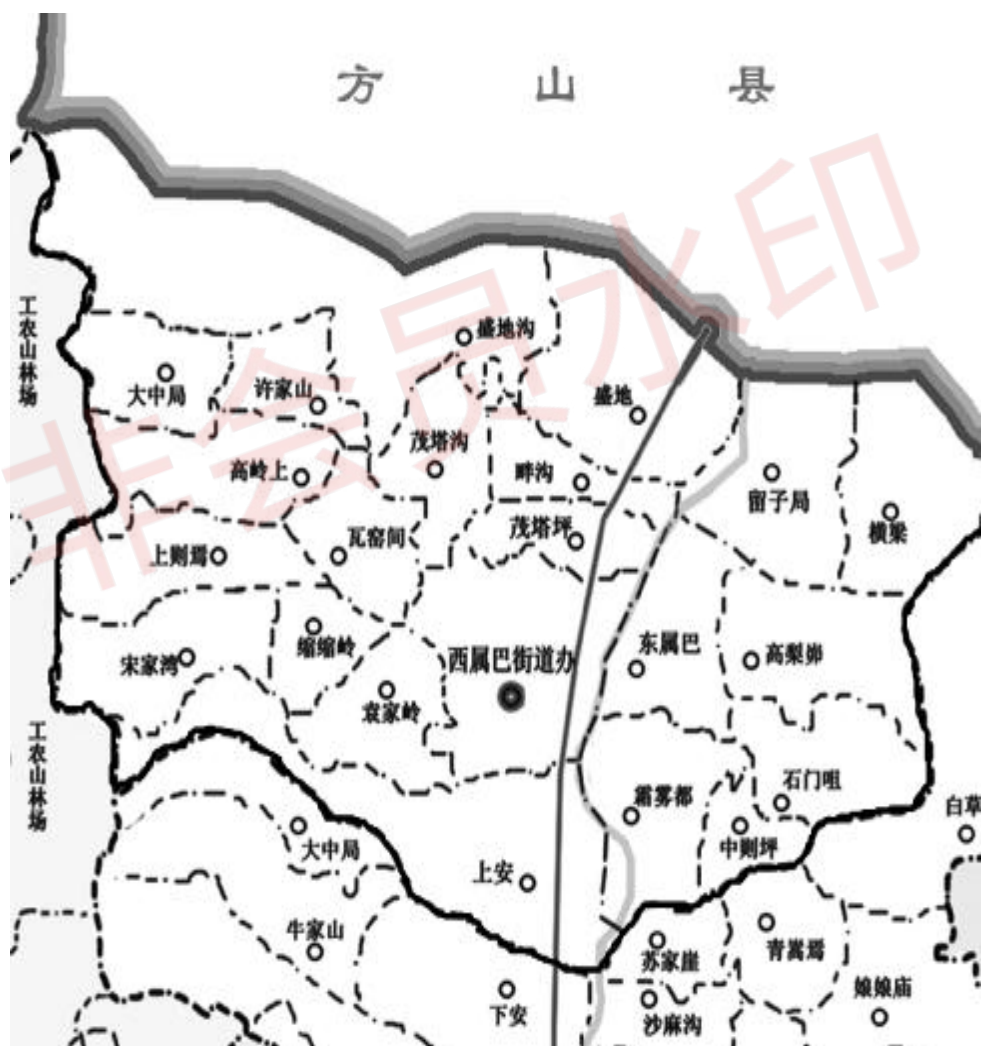 方山县
工农山林场
盛地沟
大中局
许家山
盛地
茂塔沟
高岭上
畔沟
留子局
茂塔坪
横梁
瓦窑间
上则焉
缩缩岭
宋家湾
西属巴街道办
东属巴
高梨峁
袁家岭
工农山林场
霜雾都
石门咀
白草
中则坪
大中局
上安
牛家山
苏家崖
青嵩焉
下安
沙麻沟
娘娘庙
非会员水印